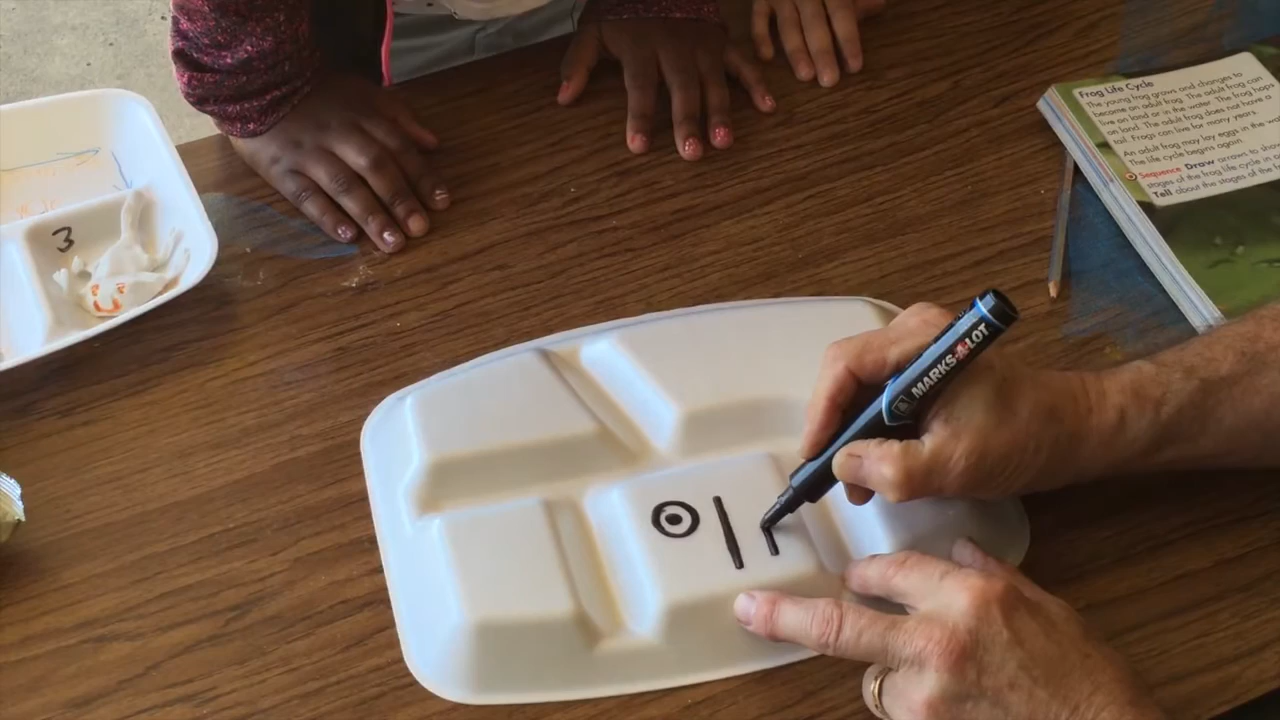 Frog Life Cycle
The young frog grows and changes to
become an adult frog. The adult frog can
live on land or in the water. The frog hops
on land. The adult frog does not have a
tail. Frogs can live for many years.
An adult frog may lay eggs in the
The life cycle begins again.
Sequence Draw arrows to
stages of the frog life cycle in
Tell about the stages of the
3
MARKS-A-LOT